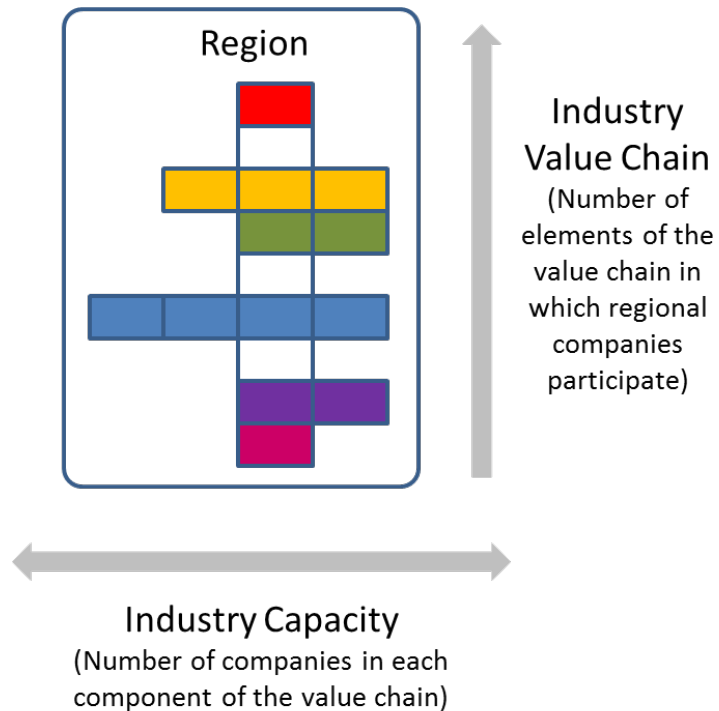 Region
Industry
Value Chain
(Number of
elements of the
value chain in
which regional
companies
participate)
Industry Capacity
(Number of companies in each
component of the value chain)